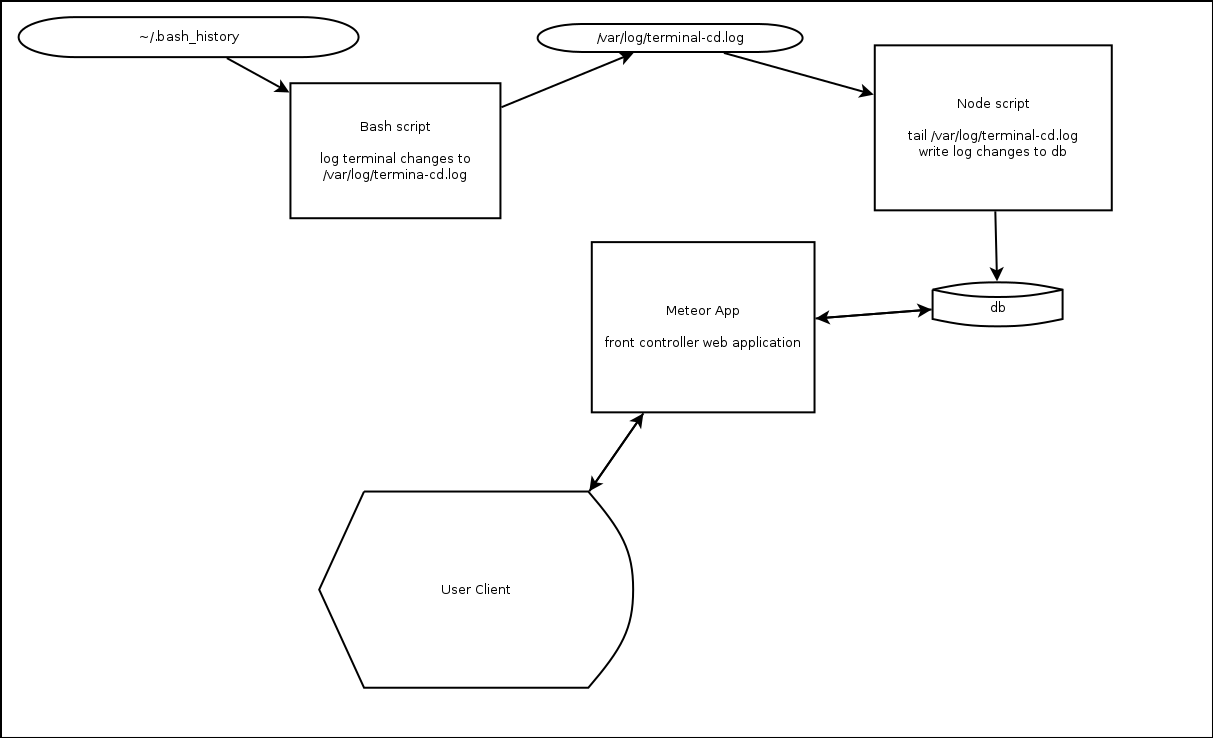 ~/.bash_history
/var/log/terminal-cd.log
Node script
tail /var/log/terminal-cd.log
write log changes to db
Bash script
log terminal changes to
/var/log/termina-cd.log
db
Meteor App
front controller web application
User Client